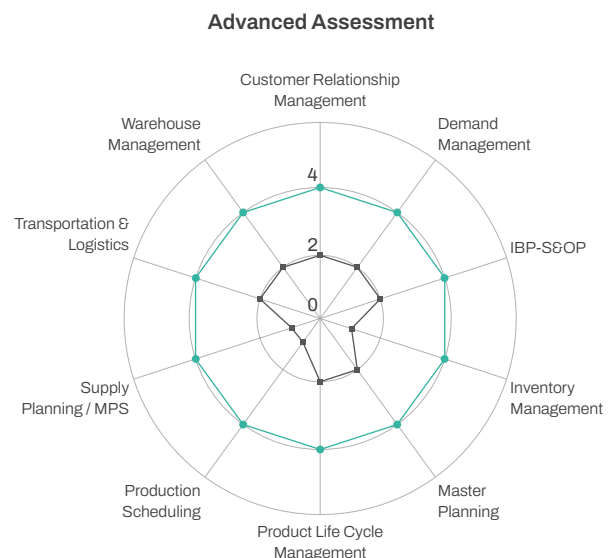 Advanced Assessment
Customer Relationship
Management
Warehouse
Management
Demand
Management
4
Transportation &
Logistics
IBP-S&OP
2
0
Supply
Planning / MPS
Inventory
Management
Production
Scheduling
Master
Planning
Product Life Cycle
Management